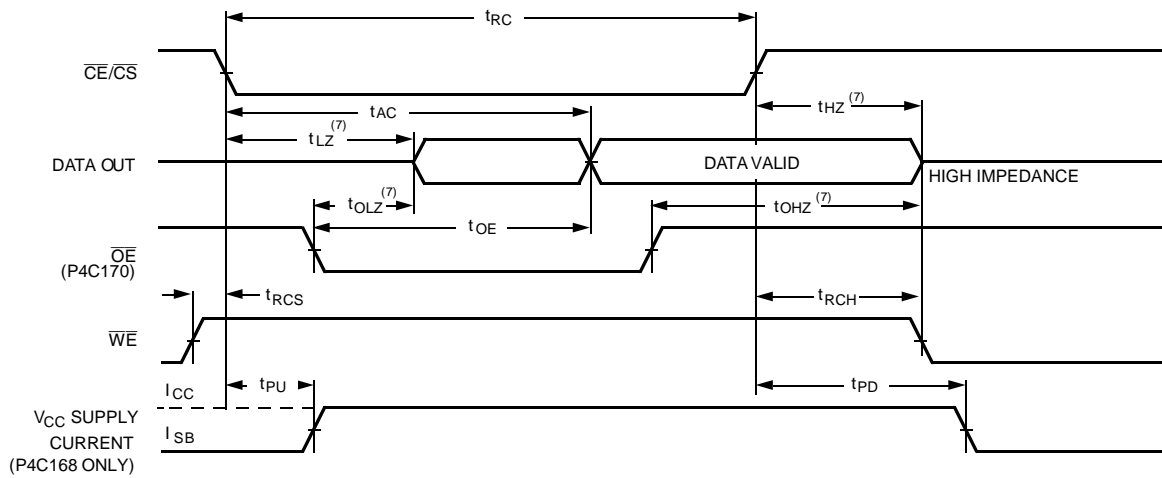 tRC
CE/CS
tAC
tHZ (7)
tLZ (7)
DATA OUT
DATA VALID
HIGH IMPEDANCE
tOLZ (7)
tOE
tOHZ (7)
OE
(P4C170)
tRCS
tRCH
WE
ICC
tPU
tPD
VCC SUPPLY
CURRENT
(P4C168 ONLY)
ISB